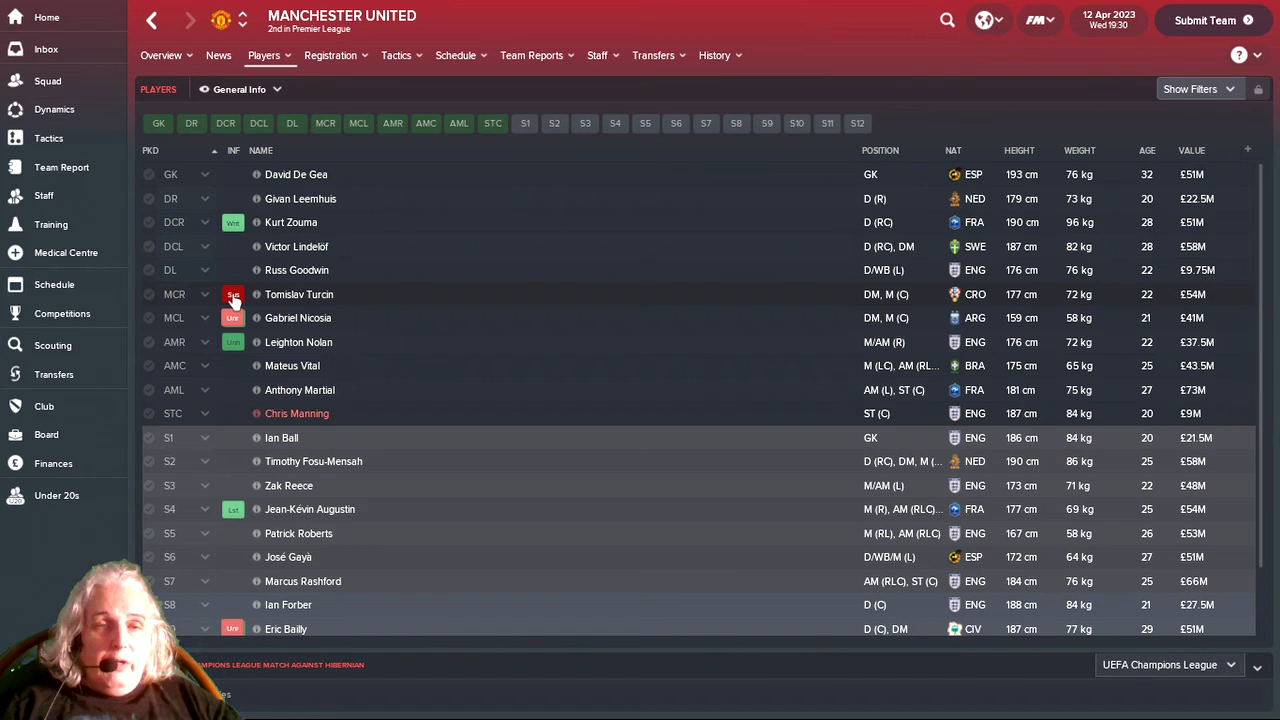 Home
Inbox
Squad
Dynamics
Tactics
Team Report
Staff
Training
Medical Centre
Schedule
Competitions
Scouting
Transfers
Club
Board
Finances
Under 20s
MANCHESTER UNITED
2nd in Premier League
FM
12 Apr 2023
Wed 19:30
Submit Team
Overview News Players Registration Tactics Schedule Team Reports Staff Transfers History
?
PLAYERS General Info Show Filters
GK DR DCR DCL DL MCR MCL AMR AMC AML STC S1 S2 S3 S4 S5 S6 S7 S8 S9 S10 S11 S12
PKD INF NAME POSITION NAT HEIGHT WEIGHT AGE VALUE +
GK David De Gea GK ESP 193 cm 76 kg 32 £51M
DR Givan Leemhuis D (R) NED 179 cm 73 kg 20 £22.5M
DCR Wnt Kurt Zouma D (RC) FRA 190 cm 96 kg 28 £51M
DCL Victor Lindelöf D (RC), DM SWE 187 cm 82 kg 28 £58M
DL Russ Goodwin D/WB (L) ENG 176 cm 76 kg 22 £9.75M
MCR Tomislav Turcin DM, M (C) CRO 177 cm 72 kg 22 £54M
MCL Unr Gabriel Nicosia DM, M (C) ARG 159 cm 58 kg 21 £41M
AMR Unh Leighton Nolan M/AM (R) ENG 176 cm 72 kg 22 £37.5M
AMC Mateus Vital M (LC), AM (RL... BRA 175 cm 65 kg 25 £43.5M
AML Anthony Martial AM (L), ST (C) FRA 181 cm 75 kg 27 £73M
STC Chris Manning ST (C) ENG 187 cm 84 kg 20 £9M
S1 Ian Ball GK ENG 186 cm 84 kg 20 £21.5M
S2 Timothy Fosu-Mensah D (RC), DM, M (... NED 190 cm 86 kg 25 £58M
S3 Zak Reece M/AM (L) ENG 173 cm 71 kg 22 £48M
S4 Lst Jean-Kévin Augustin M (R), AM (RLC)... FRA 177 cm 69 kg 25 £54M
S5 Patrick Roberts M (RL), AM (RLC) ENG 167 cm 58 kg 26 £53M
S6 José Gayà D/WB/M (L) ESP 172 cm 64 kg 27 £51M
S7 Marcus Rashford AM (RLC), ST (C) ENG 184 cm 76 kg 25 £66M
S8 Ian Forber D (C) ENG 188 cm 84 kg 21 £27.5M
Unr Eric Bailly D (C), DM CIV 187 cm 77 kg 29 £51M
LEAGUE MATCH AGAINST HIBERNIAN UEFA Champions League